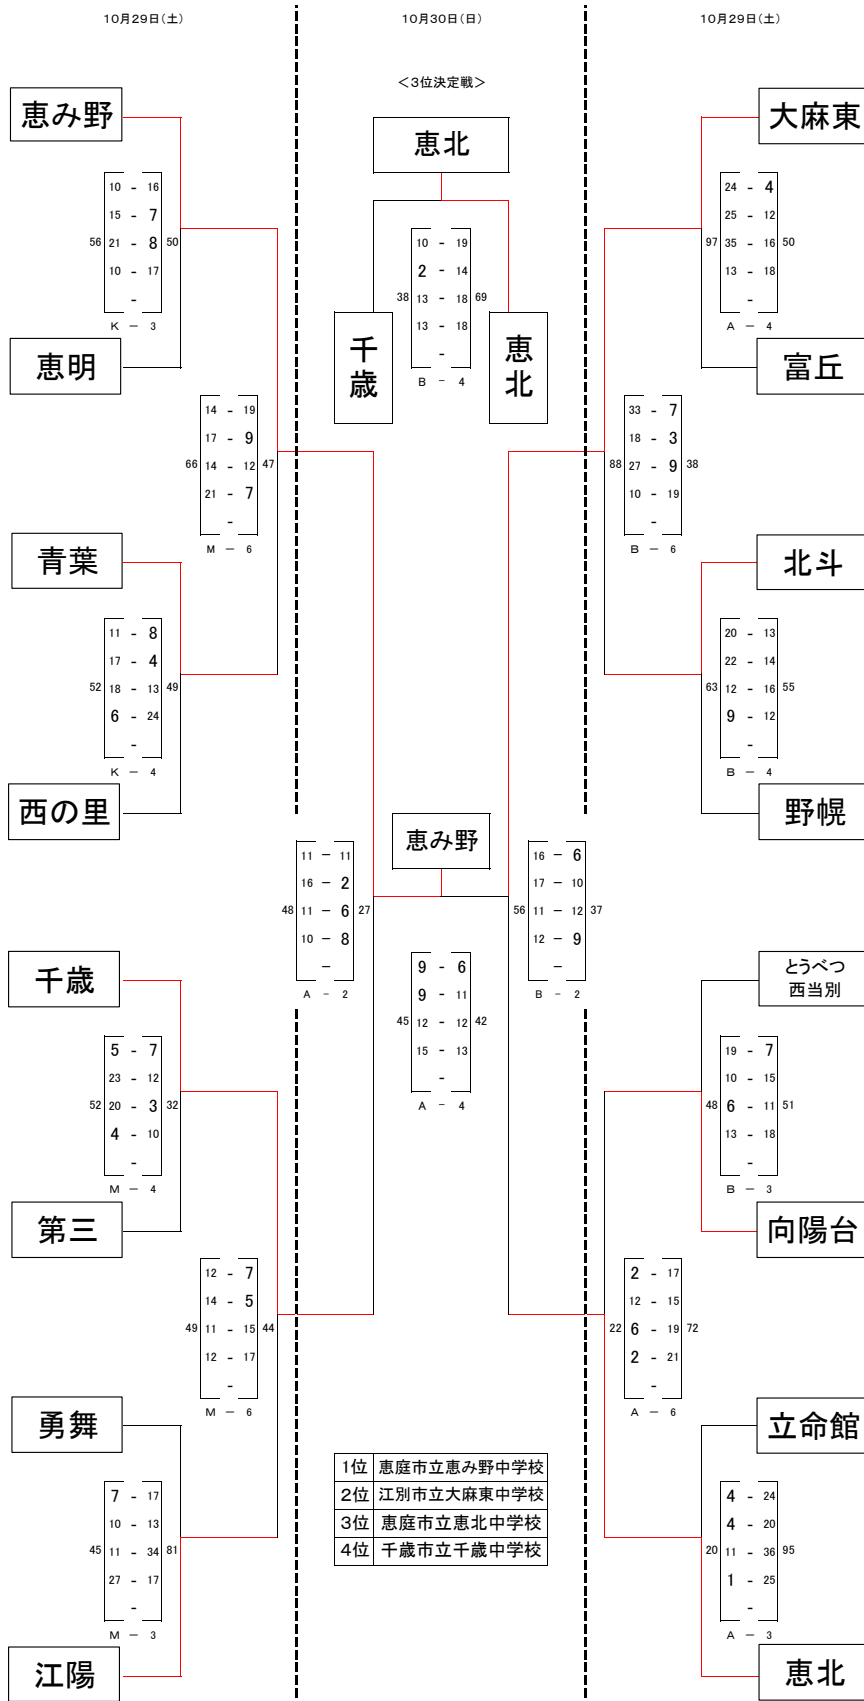 10月29日(土)
10月30日(日)
10月29日(土)
<3位決定戦>
恵み野
10 - 16
15 - 7
56 21 - 8 50
10 - 17
-
K - 3
恵明
14 - 19
17 - 9
66 14 - 12 47
21 - 7
-
M - 6
青葉
11 - 8
17 - 4
52 18 - 13 49
6 - 24
-
K - 4
西の里
11 - 11
16 - 2
48 11 - 6 27
10 - 8
-
A - 2
千歳
5 - 7
23 - 12
52 20 - 3 32
4 - 10
-
M - 4
第三
12 - 7
14 - 5
49 11 - 15 44
12 - 17
-
M - 6
勇舞
7 - 17
10 - 13
45 11 - 34 81
27 - 17
-
M - 3
江陽
恵北
10 - 19
2 - 14
38 13 - 18 69
13 - 18
-
B - 4
千歳
恵北
恵み野
9 - 6
9 - 11
45 12 - 12 42
15 - 13
-
A - 4
1位 恵庭市立恵み野中学校
2位 江別市立大麻東中学校
3位 恵庭市立恵北中学校
4位 千歳市立千歳中学校
大麻東
24 - 4
25 - 12
97 35 - 16 50
13 - 18
-
A - 4
富丘
33 - 7
18 - 3
88 27 - 9 38
10 - 19
-
B - 6
北斗
20 - 13
22 - 14
63 12 - 16 55
9 - 12
-
B - 4
野幌
16 - 6
17 - 10
56 11 - 12 37
12 - 9
-
B - 2
とうべつ
西当別
19 - 7
10 - 15
48 6 - 11 51
13 - 18
-
B - 3
向陽台
2 - 17
12 - 15
22 6 - 19 72
2 - 21
-
A - 6
立命館
4 - 24
4 - 20
20 11 - 36 95
1 - 25
-
A - 3
恵北